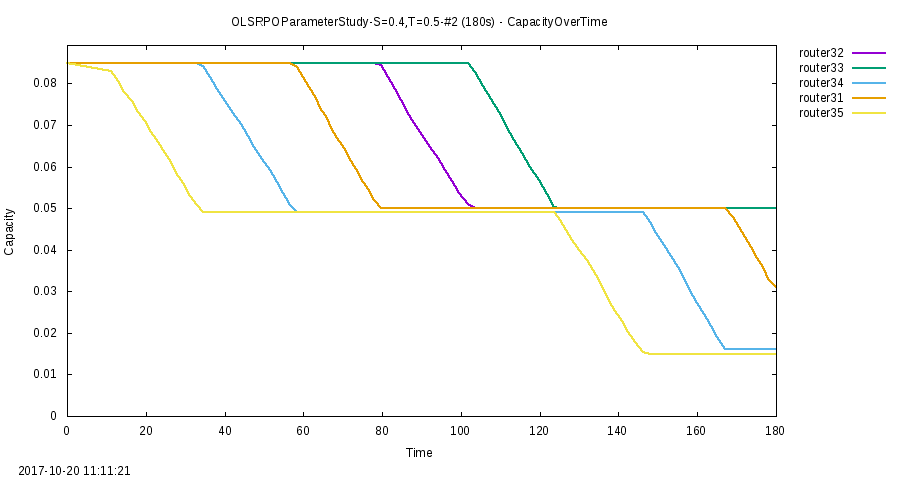 OLSRPOParameterStudy-S=0.4,T=0.5-#2 (180s) - CapacityOverTime
router32
router33
router34
router31
router35
0.08
0.07
0.06
0.05
0.04
0.03
0.02
0.01
0
Capacity
0 20 40 60 80 100 120 140 160 180
Time
2017-10-20 11:11:21